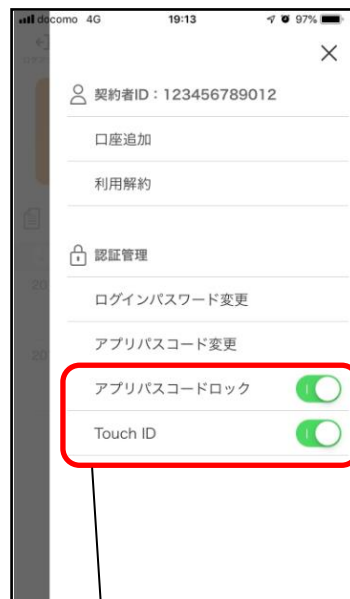 docomo 4G 19:13 97%
契約者ID：123456789012
口座追加
利用解約
認証管理
ログインパスワード変更
アプリパスコード変更
アプリパスコードロック
Touch ID
20
20